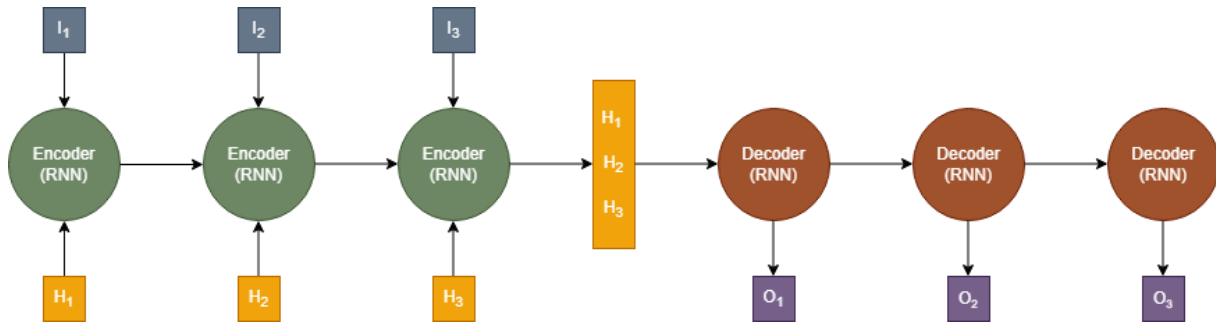 I₁
I₂
I₃
Encoder
(RNN)
Encoder
(RNN)
Encoder
(RNN)
H₁
H₂
H₃
Decoder
(RNN)
Decoder
(RNN)
Decoder
(RNN)
H₁
H₂
H₃
O₁
O₂
O₃